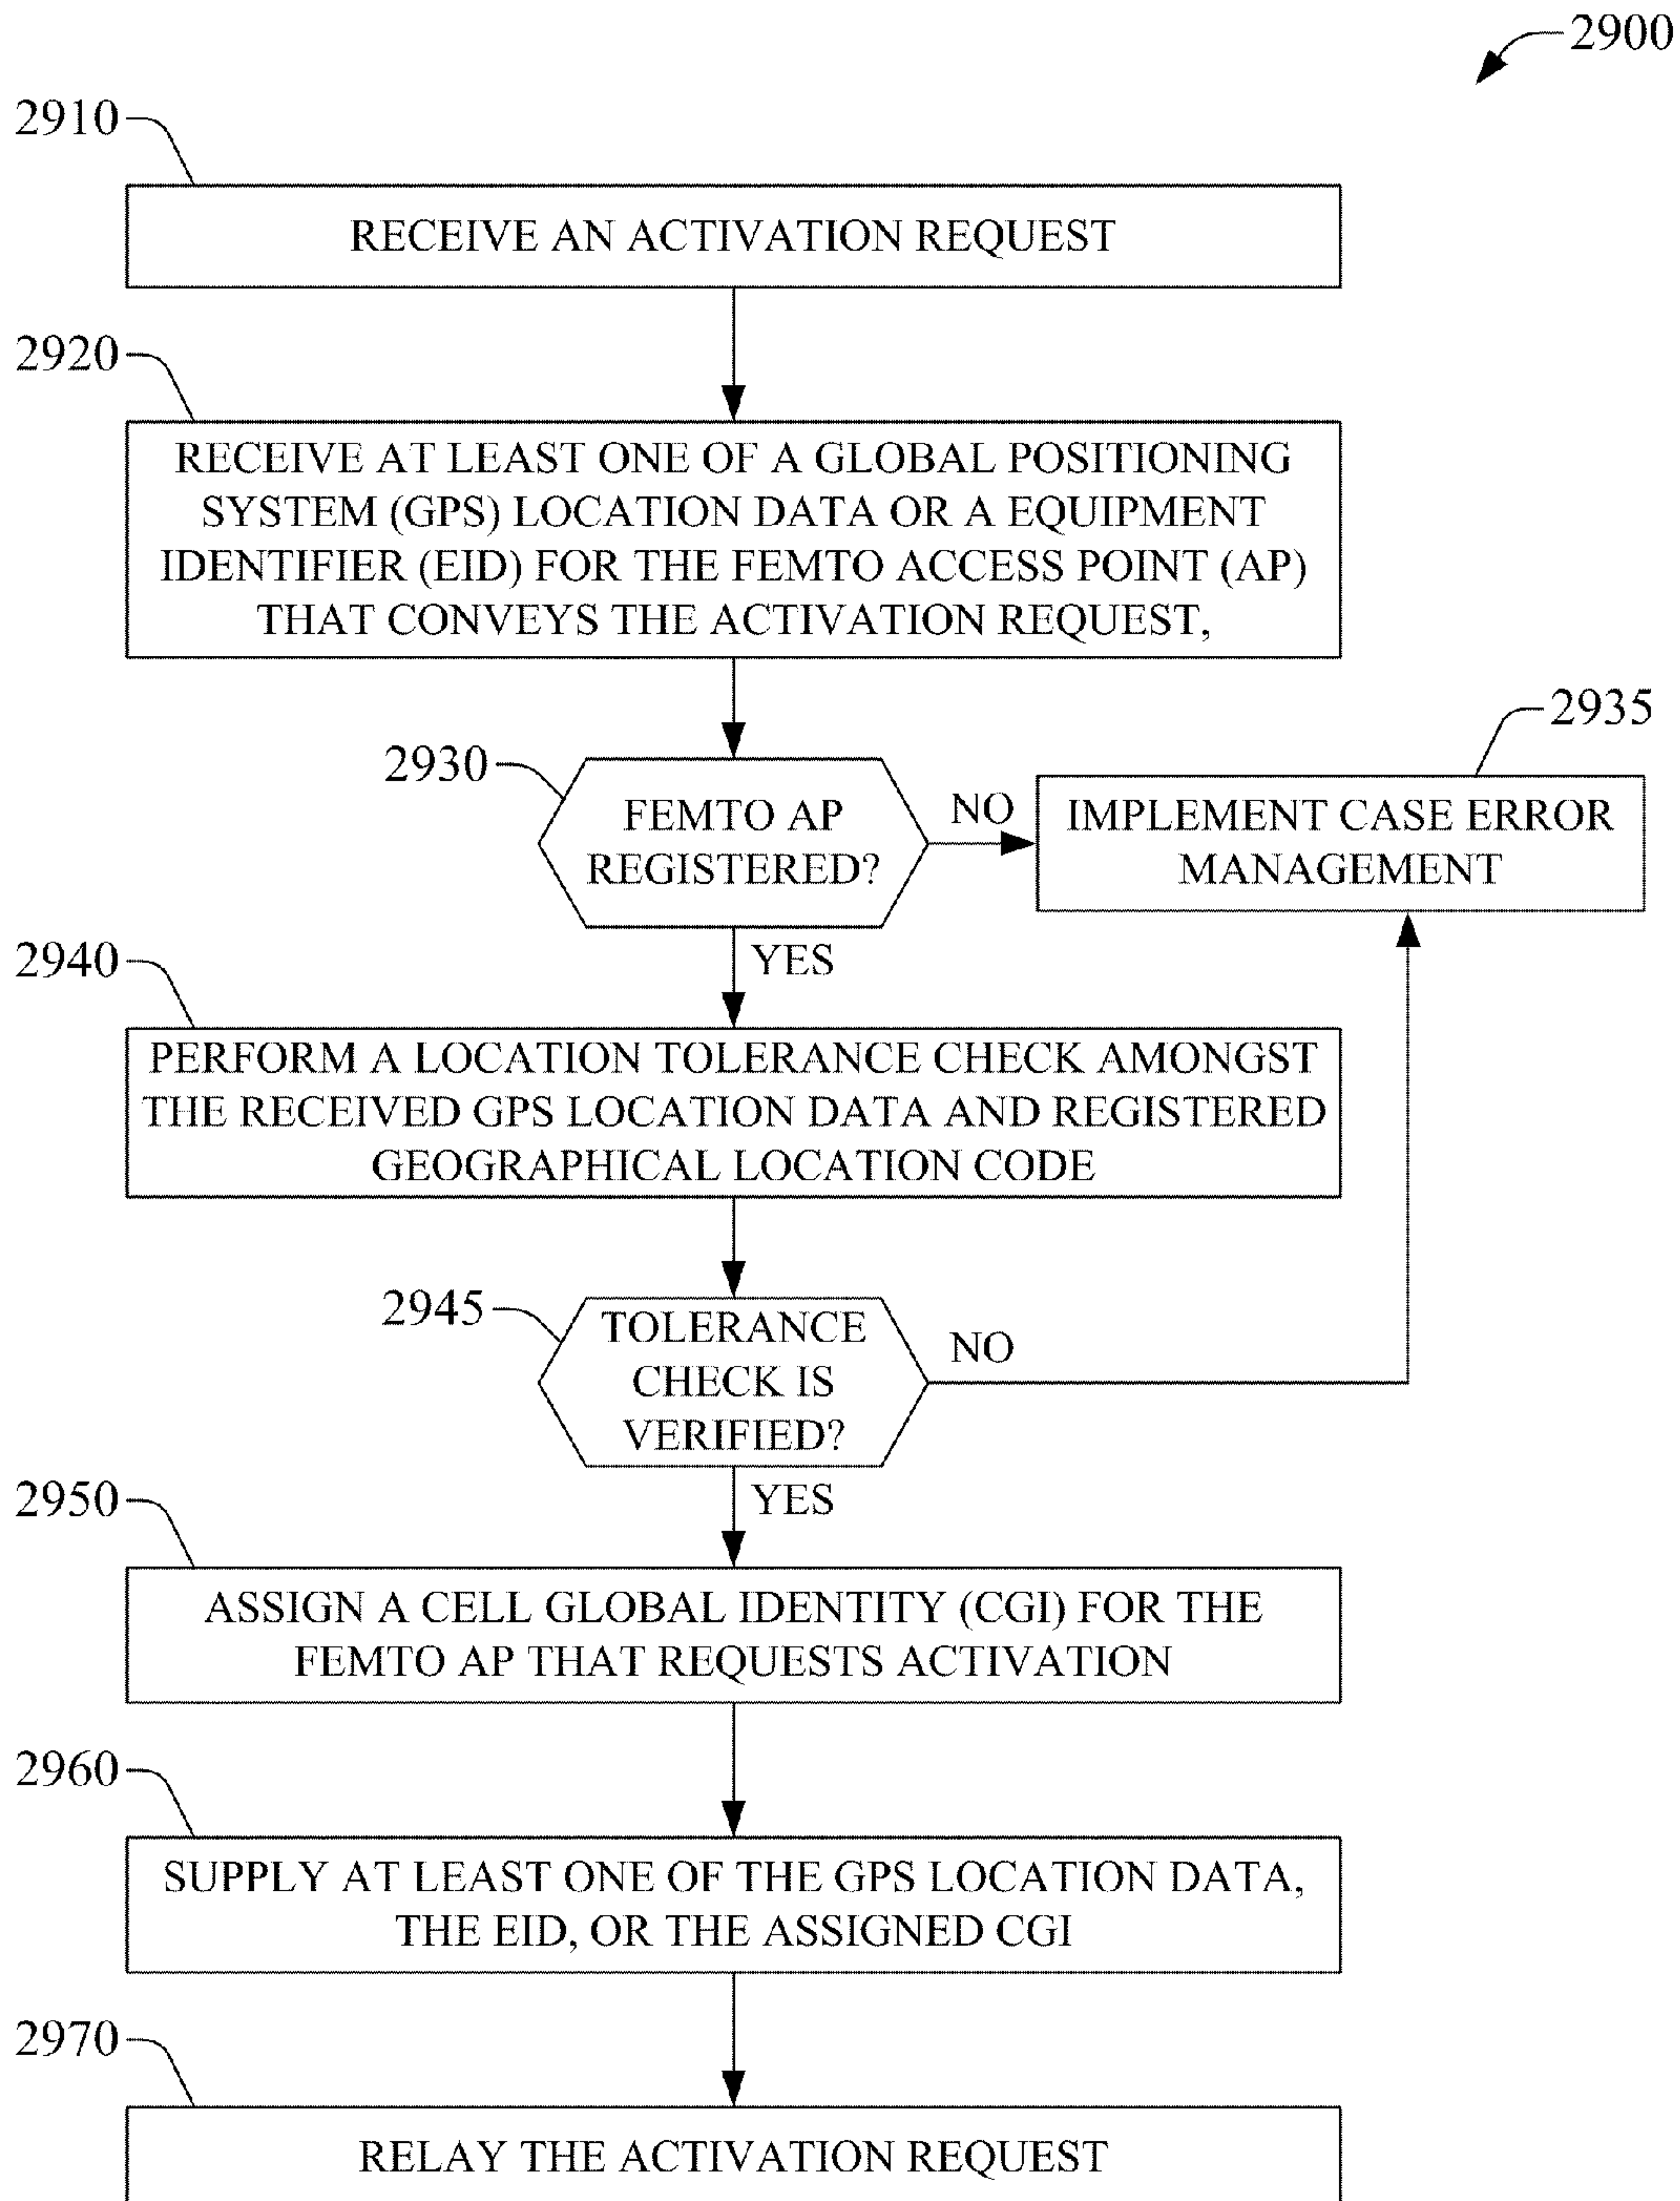 2900
2910
RECEIVE AN ACTIVATION REQUEST
2920
RECEIVE AT LEAST ONE OF A GLOBAL POSITIONING
SYSTEM (GPS) LOCATION DATA OR A EQUIPMENT
IDENTIFIER (EID) FOR THE FEMTO ACCESS POINT (AP)
THAT CONVEYS THE ACTIVATION REQUEST,
2930
FEMTO AP
REGISTERED?
NO
2935
IMPLEMENT CASE ERROR
MANAGEMENT
YES
2940
PERFORM A LOCATION TOLERANCE CHECK AMONGST
THE RECEIVED GPS LOCATION DATA AND REGISTERED
GEOGRAPHICAL LOCATION CODE
2945
TOLERANCE
CHECK IS
VERIFIED?
NO
YES
2950
ASSIGN A CELL GLOBAL IDENTITY (CGI) FOR THE
FEMTO AP THAT REQUESTS ACTIVATION
2960
SUPPLY AT LEAST ONE OF THE GPS LOCATION DATA,
THE EID, OR THE ASSIGNED CGI
2970
RELAY THE ACTIVATION REQUEST